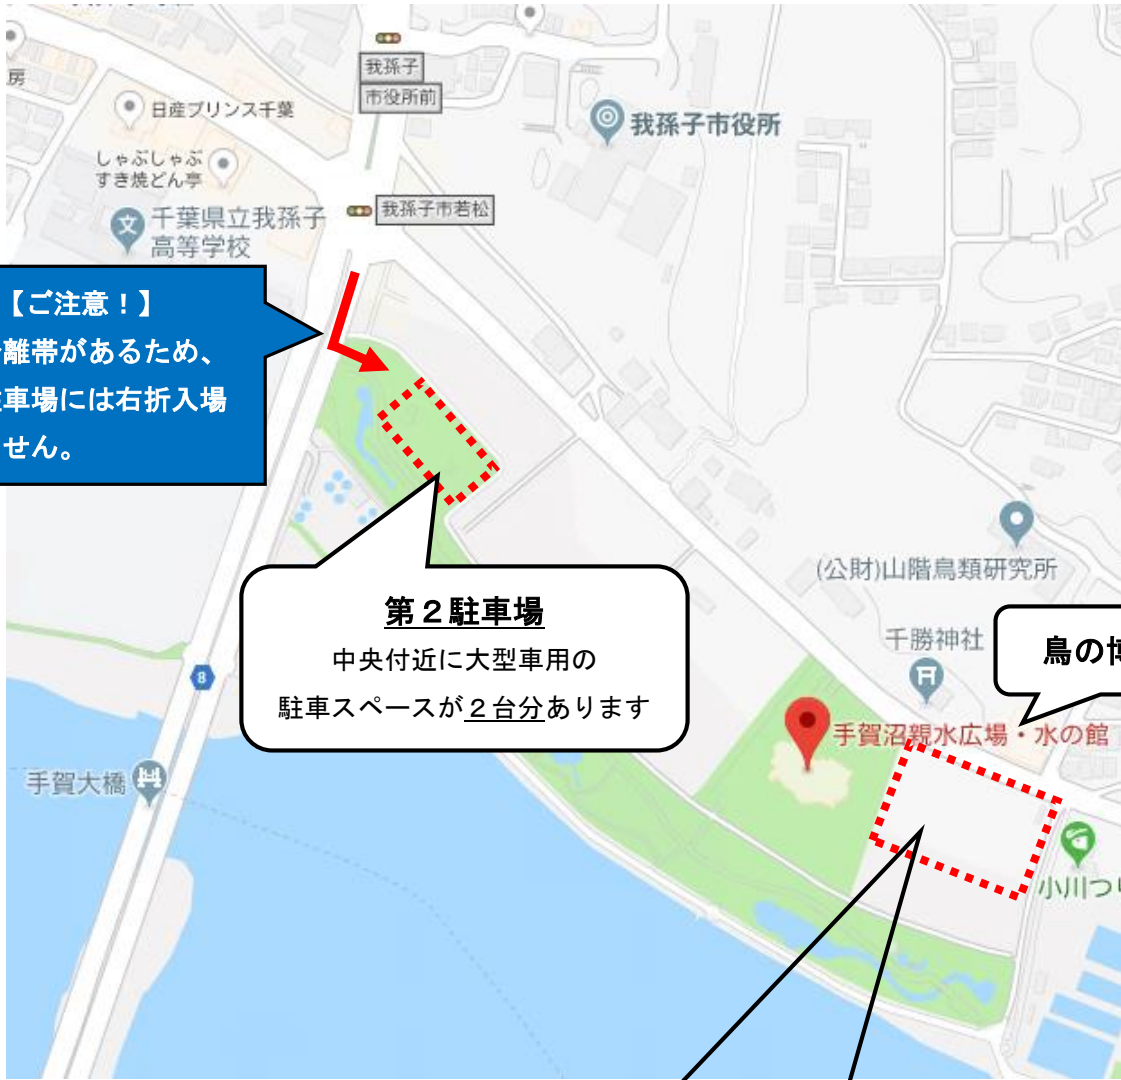 我孫子
市役所前
房
日産プリンス千葉
我孫子市役所
しゃぶしゃぶ
すき焼どん亭
千葉県立我孫子
高等学校
我孫子市若松
【ご注意！】
離帯があるため、
車場には右折入場
せん。
(公財)山階鳥類研究所
第２駐車場
中央付近に大型車用の
駐車スペースが２台分あります
千勝神社
鳥の博
8
手賀沼親水広場・水の館
手賀大橋
小川つり